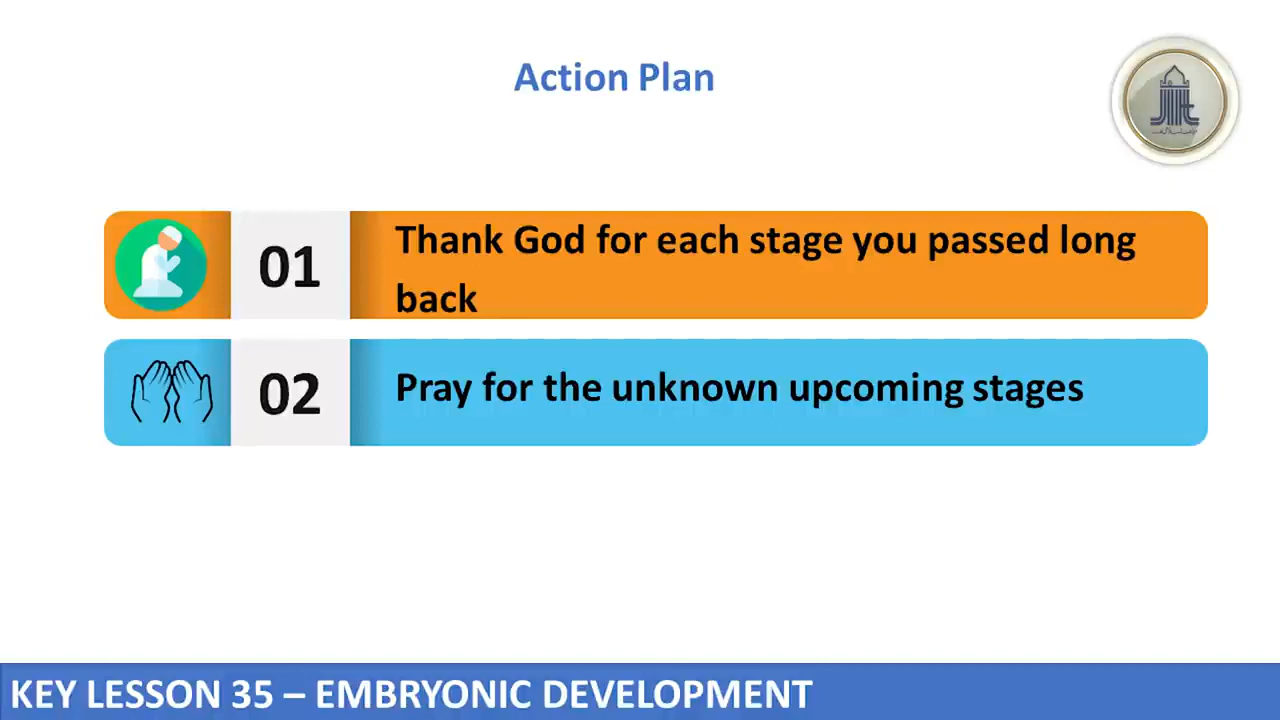 Action Plan
01
Thank God for each stage you passed long
back
02
Pray for the unknown upcoming stages
KEY LESSON 35 – EMBRYONIC DEVELOPMENT